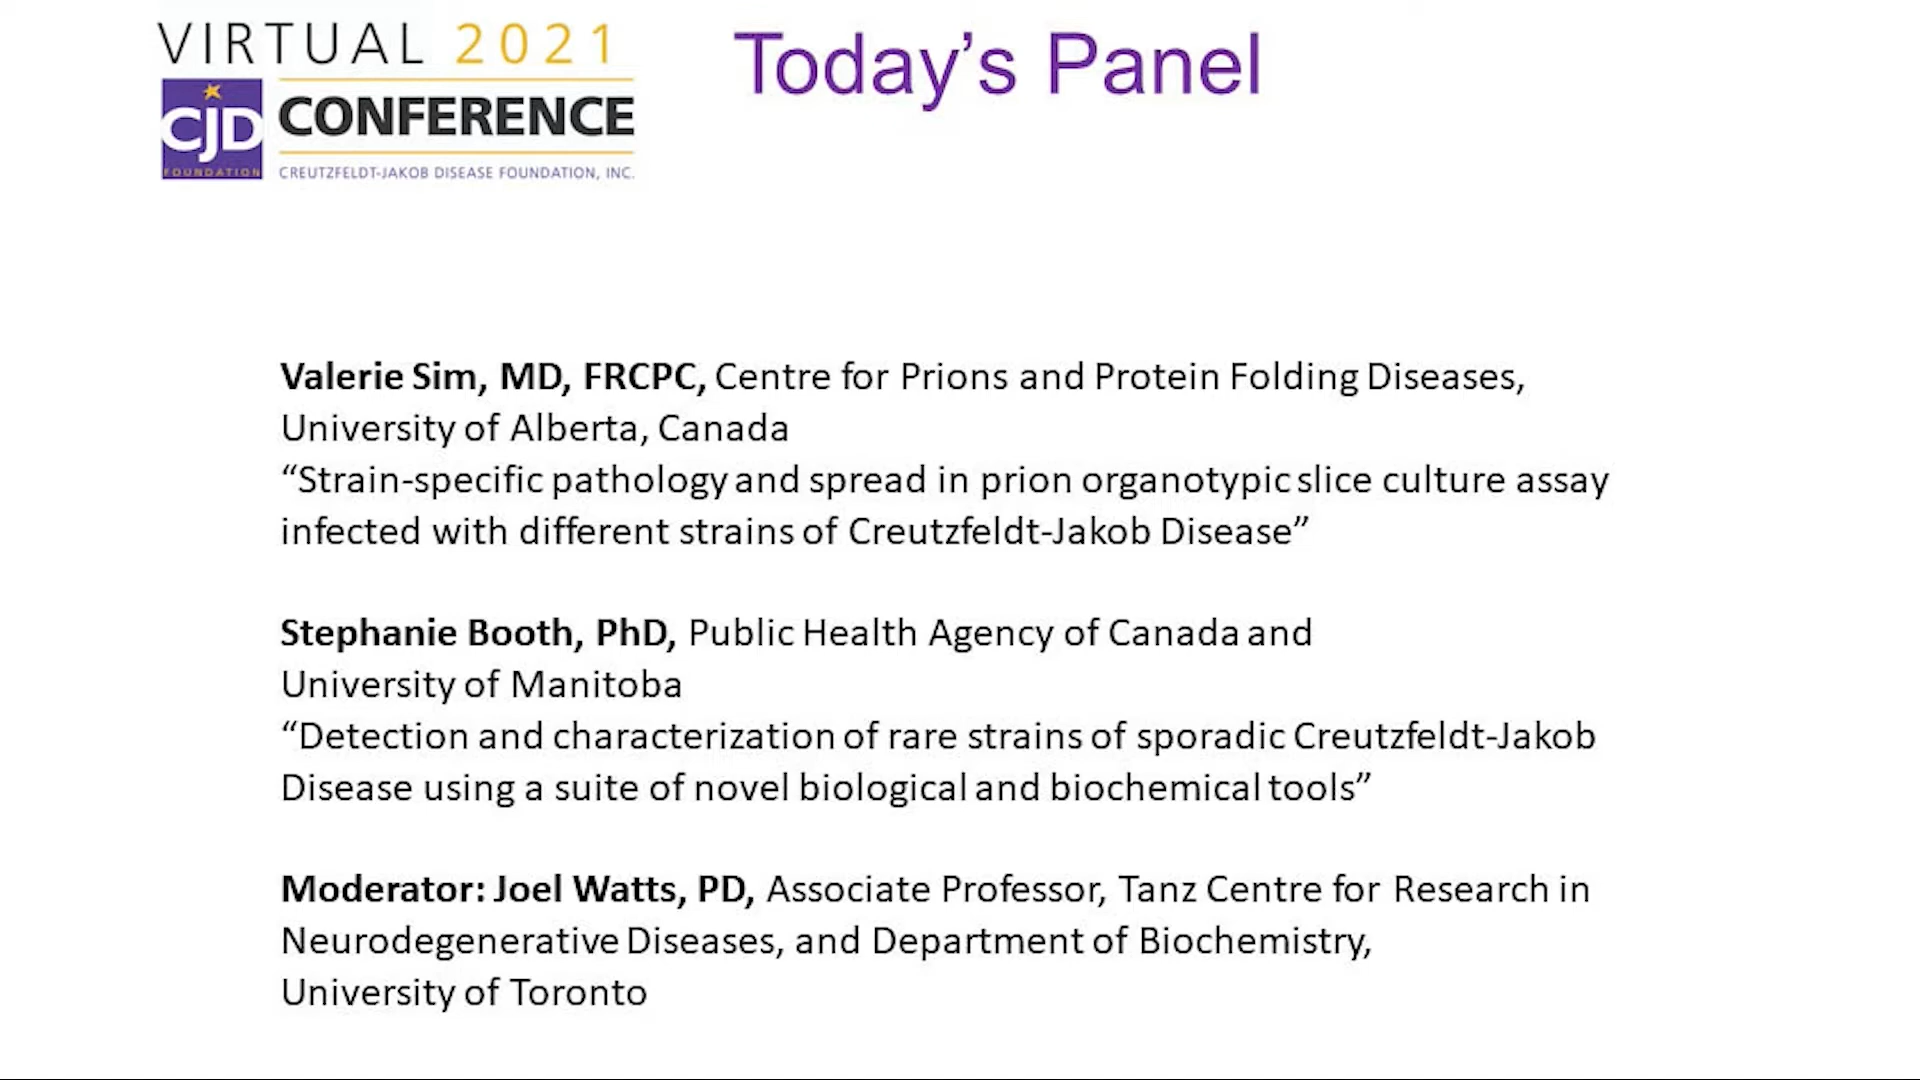 VIRTUAL 2021
CJD
FOUNDATION
CONFERENCE
CREUTZFELDT-JAKOB DISEASE FOUNDATION, INC.
Today’s Panel
Valerie Sim, MD, FRCPC, Centre for Prions and Protein Folding Diseases,
University of Alberta, Canada
“Strain-specific pathology and spread in prion organotypic slice culture assay
infected with different strains of Creutzfeldt-Jakob Disease”
Stephanie Booth, PhD, Public Health Agency of Canada and
University of Manitoba
“Detection and characterization of rare strains of sporadic Creutzfeldt-Jakob
Disease using a suite of novel biological and biochemical tools”
Moderator: Joel Watts, PD, Associate Professor, Tanz Centre for Research in
Neurodegenerative Diseases, and Department of Biochemistry,
University of Toronto